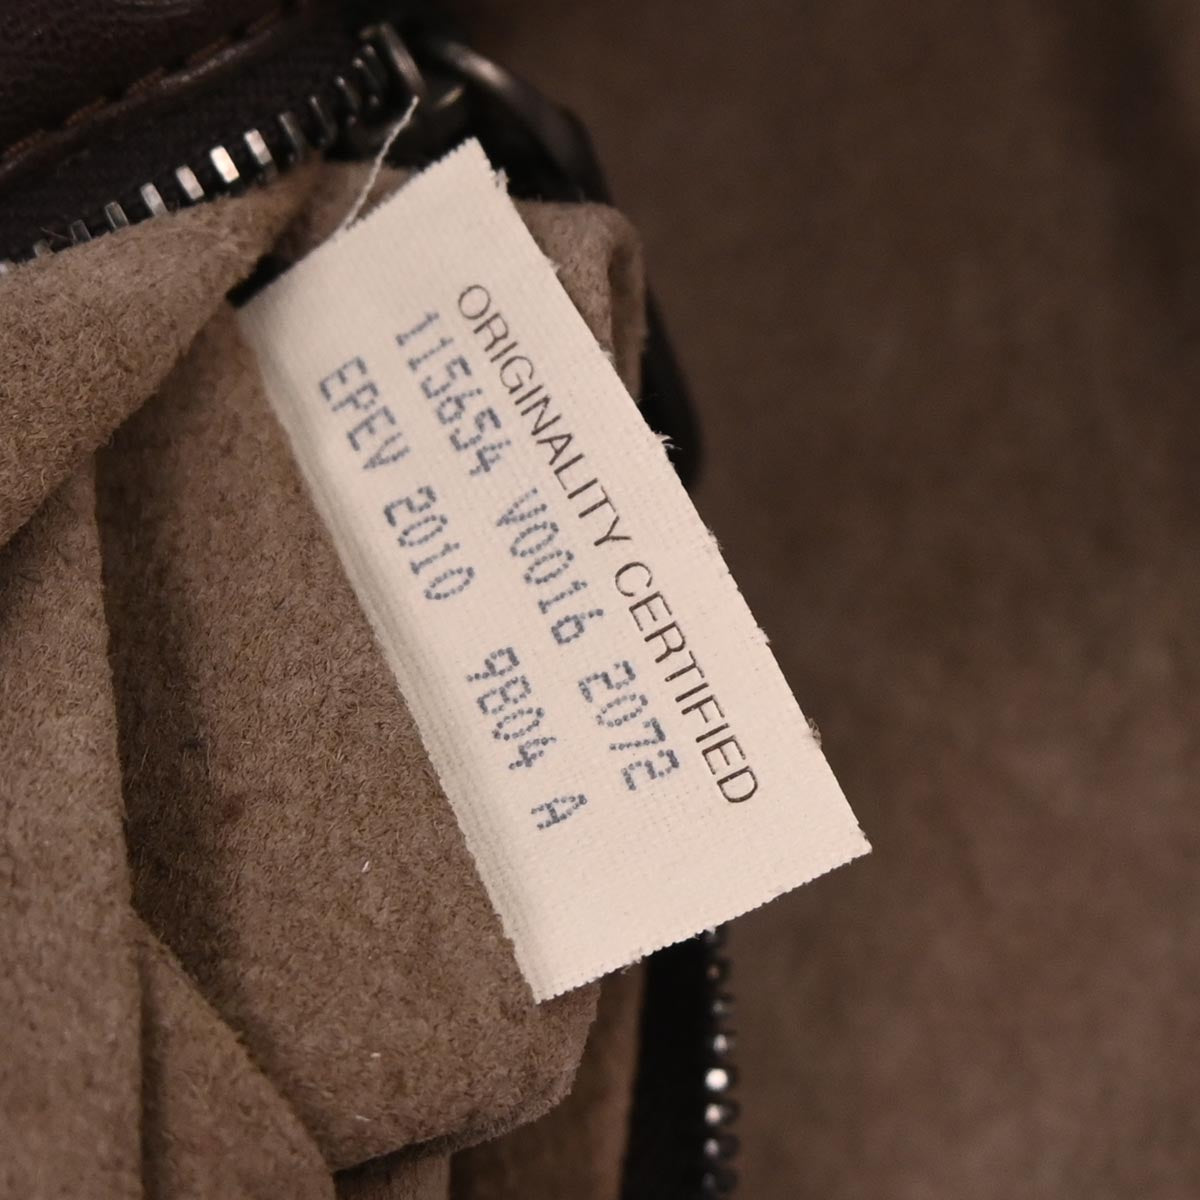 ORIGINALITY CERTIFIED
115654 V0016 2072
EPEV 2010 9804 A